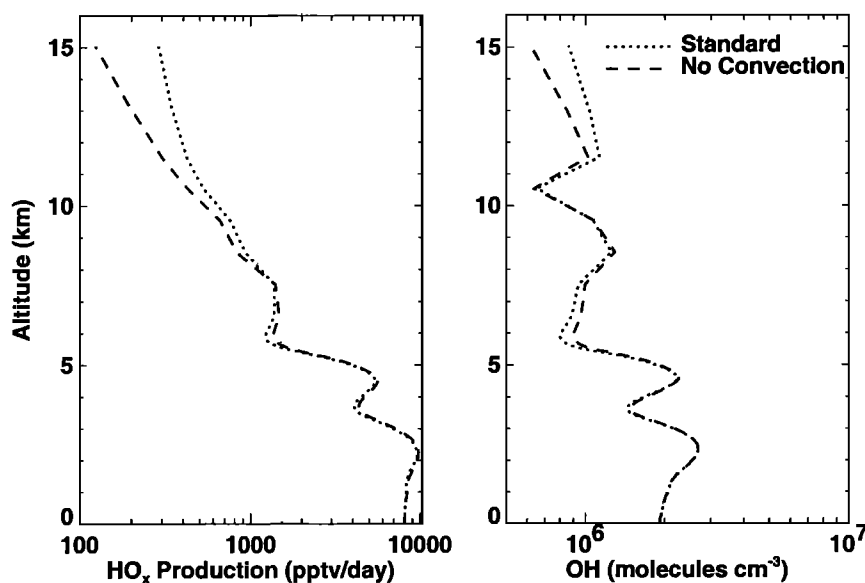 15
10
5
0
Altitude (km)
100 1000 10000
HOx Production (pptv/day)
15
10
5
0
Standard
No Convection
10^6 10^7
OH (molecules cm^-3)